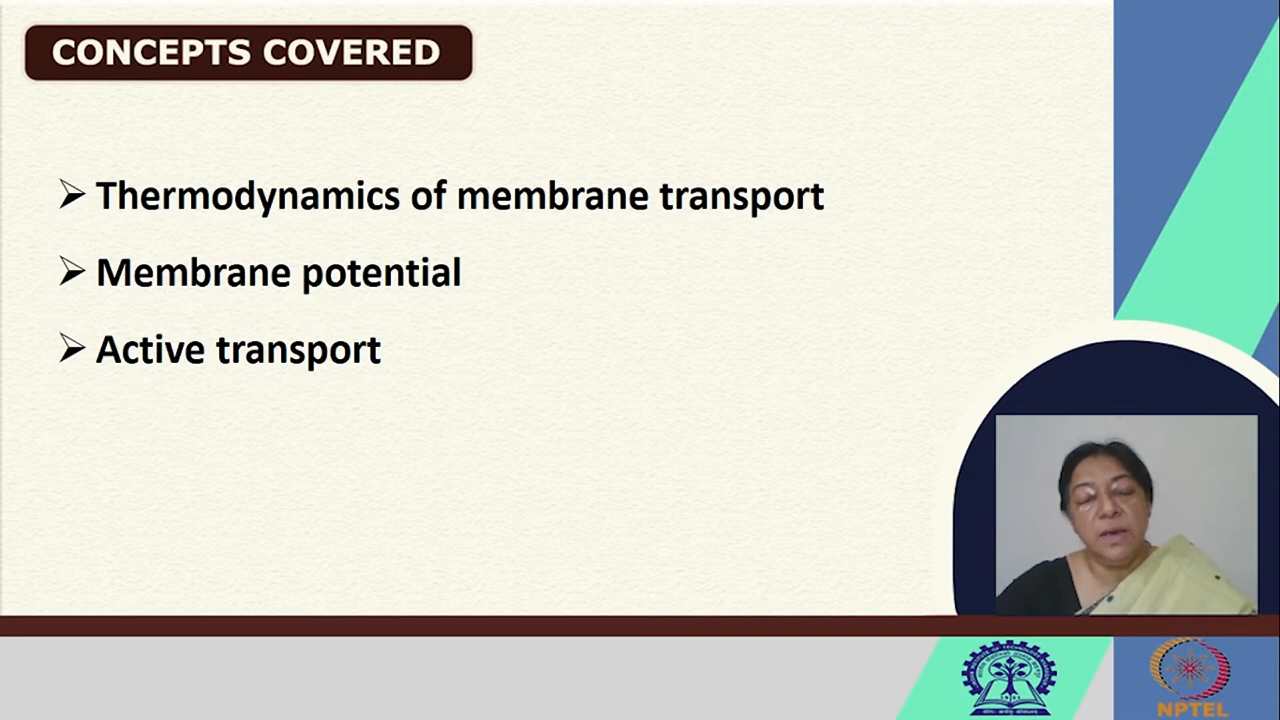 CONCEPTS COVERED
Thermodynamics of membrane transport
Membrane potential
Active transport
NPTEL